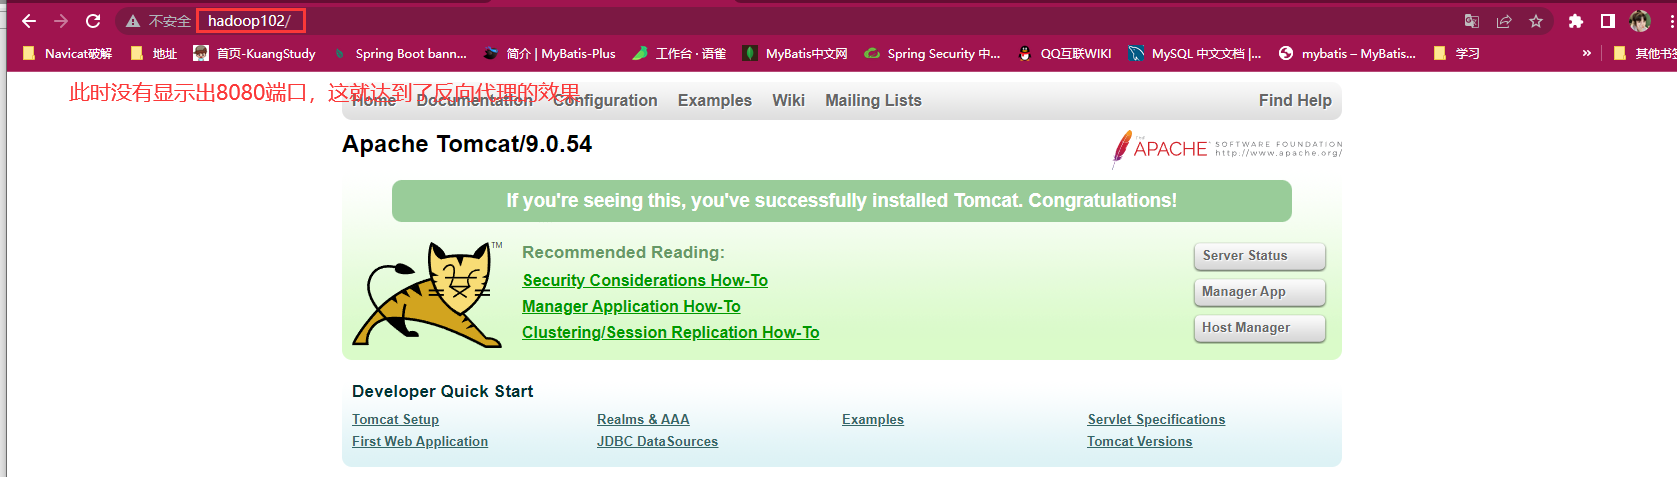 不安全 hadoop102/
Navicat破解 地址 首页-KuangStudy Spring Boot bann... 简介 | MyBatis-Plus 工作台 · 语雀 MyBatis中文网 Spring Security 中... QQ互联WIKI MySQL 中文文档 |... mybatis – MyBatis... 学习 » 其他书签
此时没有显示出8080端口，这就达到了反向代理的效果
Home Documentation Configuration Examples Wiki Mailing Lists Find Help
Apache Tomcat/9.0.54
THE
APACHE SOFTWARE FOUNDATION
http://www.apache.org/
If you're seeing this, you've successfully installed Tomcat. Congratulations!
TM
Recommended Reading:
Security Considerations How-To
Manager Application How-To
Clustering/Session Replication How-To
Server Status
Manager App
Host Manager
Developer Quick Start
Tomcat Setup
First Web Application
Realms & AAA
JDBC DataSources
Examples
Servlet Specifications
Tomcat Versions